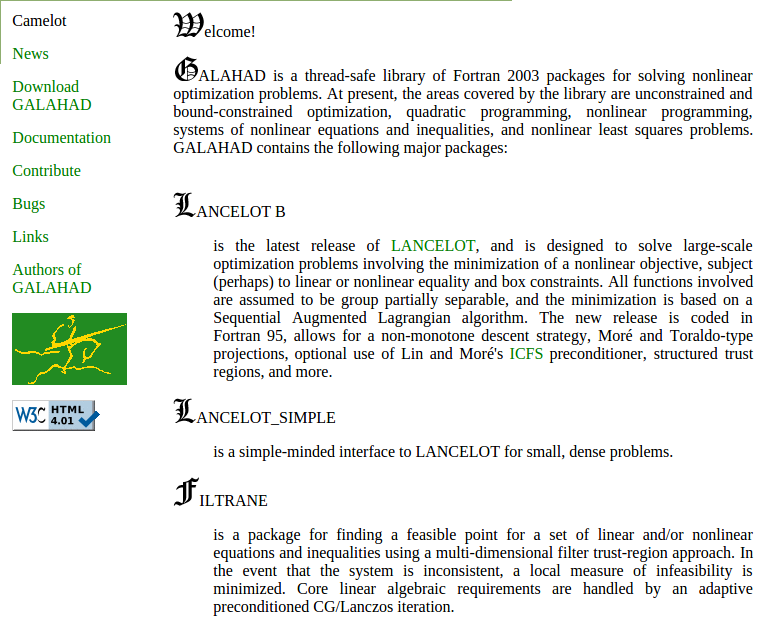 Camelot
News
Download
GALAHAD
Documentation
Contribute
Bugs
Links
Authors of
GALAHAD
W3C HTML
4.01
Welcome!
GALAHAD is a thread-safe library of Fortran 2003 packages for solving nonlinear
optimization problems. At present, the areas covered by the library are unconstrained and
bound-constrained optimization, quadratic programming, nonlinear programming,
systems of nonlinear equations and inequalities, and nonlinear least squares problems.
GALAHAD contains the following major packages:
LANCELOT B
is the latest release of LANCELOT, and is designed to solve large-scale
optimization problems involving the minimization of a nonlinear objective, subject
(perhaps) to linear or nonlinear equality and box constraints. All functions involved
are assumed to be group partially separable, and the minimization is based on a
Sequential Augmented Lagrangian algorithm. The new release is coded in
Fortran 95, allows for a non-monotone descent strategy, Moré and Toraldo-type
projections, optional use of Lin and Moré's ICFS preconditioner, structured trust
regions, and more.
LANCELOT_SIMPLE
is a simple-minded interface to LANCELOT for small, dense problems.
FILTRANE
is a package for finding a feasible point for a set of linear and/or nonlinear
equations and inequalities using a multi-dimensional filter trust-region approach. In
the event that the system is inconsistent, a local measure of infeasibility is
minimized. Core linear algebraic requirements are handled by an adaptive
preconditioned CG/Lanczos iteration.